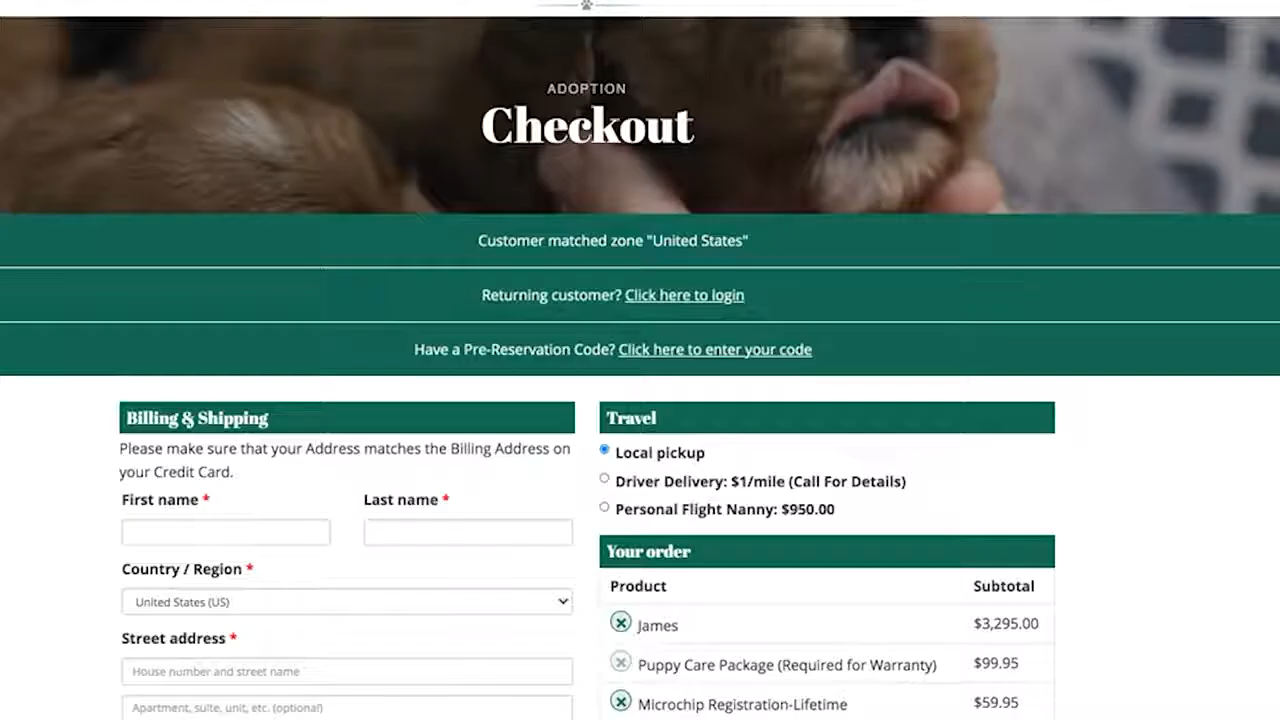 ADOPTION
Checkout
Customer matched zone "United States"
Returning customer? Click here to login
Have a Pre-Reservation Code? Click here to enter your code
Billing & Shipping
Please make sure that your Address matches the Billing Address on
your Credit Card.
First name *
Last name *
Country / Region *
United States (US)
Street address *
House number and street name
Apartment, suite, unit, etc. (optional)
Travel
Local pickup
Driver Delivery: $1/mile (Call For Details)
Personal Flight Nanny: $950.00
Your order
Product Subtotal
James $3,295.00
Puppy Care Package (Required for Warranty) $99.95
Microchip Registration-Lifetime $59.95